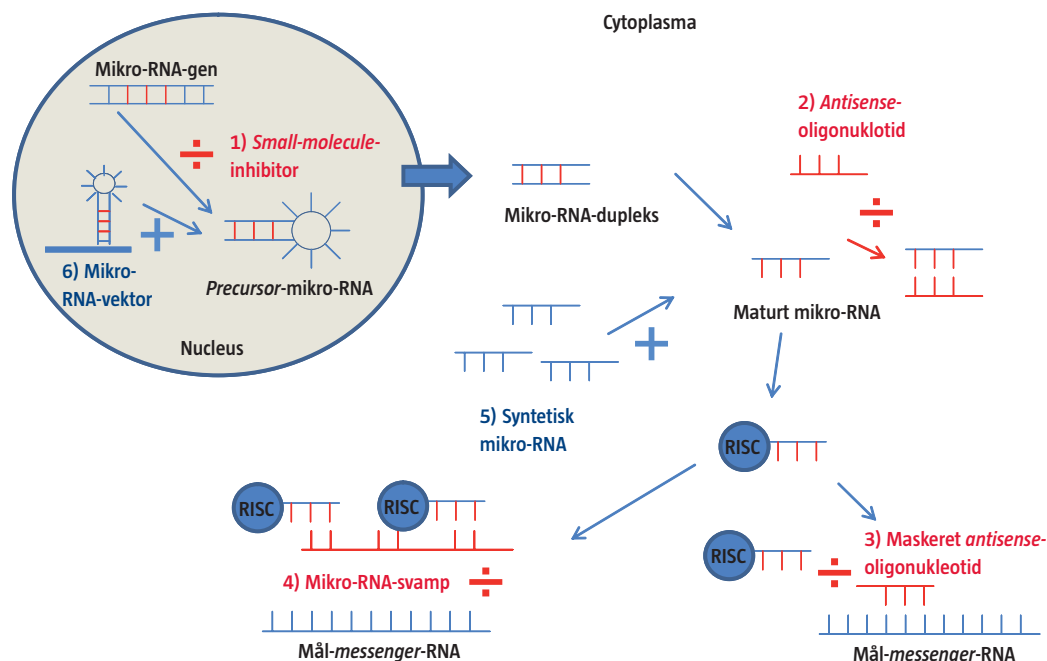 Cytoplasma
Mikro-RNA-gen
1) Small-molecule-
inhibitor
6) Mikro-
RNA-vektor
Precursor-mikro-RNA
Nucleus
Mikro-RNA-dupleks
2) Antisense-
oligonuklotid
Maturt mikro-RNA
5) Syntetisk
mikro-RNA
RISC
RISC
RISC
4) Mikro-RNA-svamp
Mål-messenger-RNA
RISC
3) Maskeret antisense-
oligonukleotid
Mål-messenger-RNA